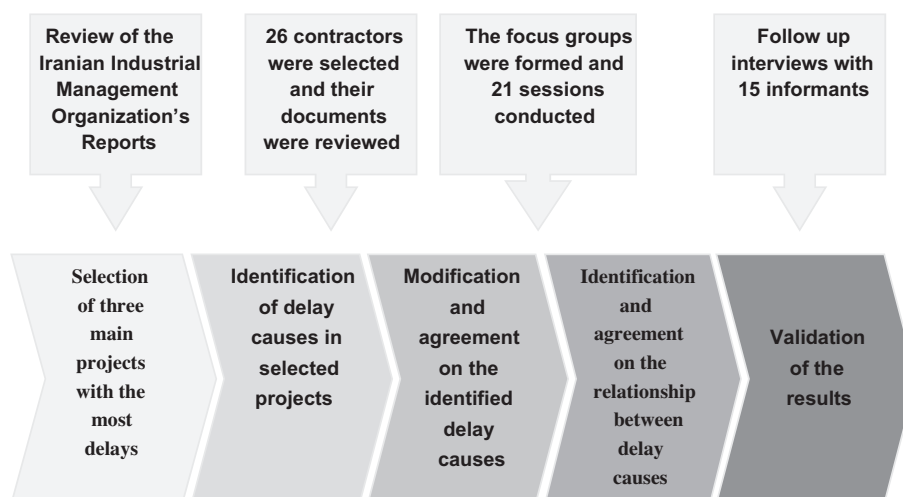 Review of the
Iranian Industrial
Management
Organization's
Reports
26 contractors
were selected
and their
documents
were reviewed
The focus groups
were formed and
21 sessions
conducted
Follow up
interviews with
15 informants
Selection
of three
main
projects
with the
most
delays
Identification
of delay
causes in
selected
projects
Modification
and
agreement
on the
identified
delay
causes
Identification
and
agreement
on the
relationship
between
delay
causes
Validation
of the
results